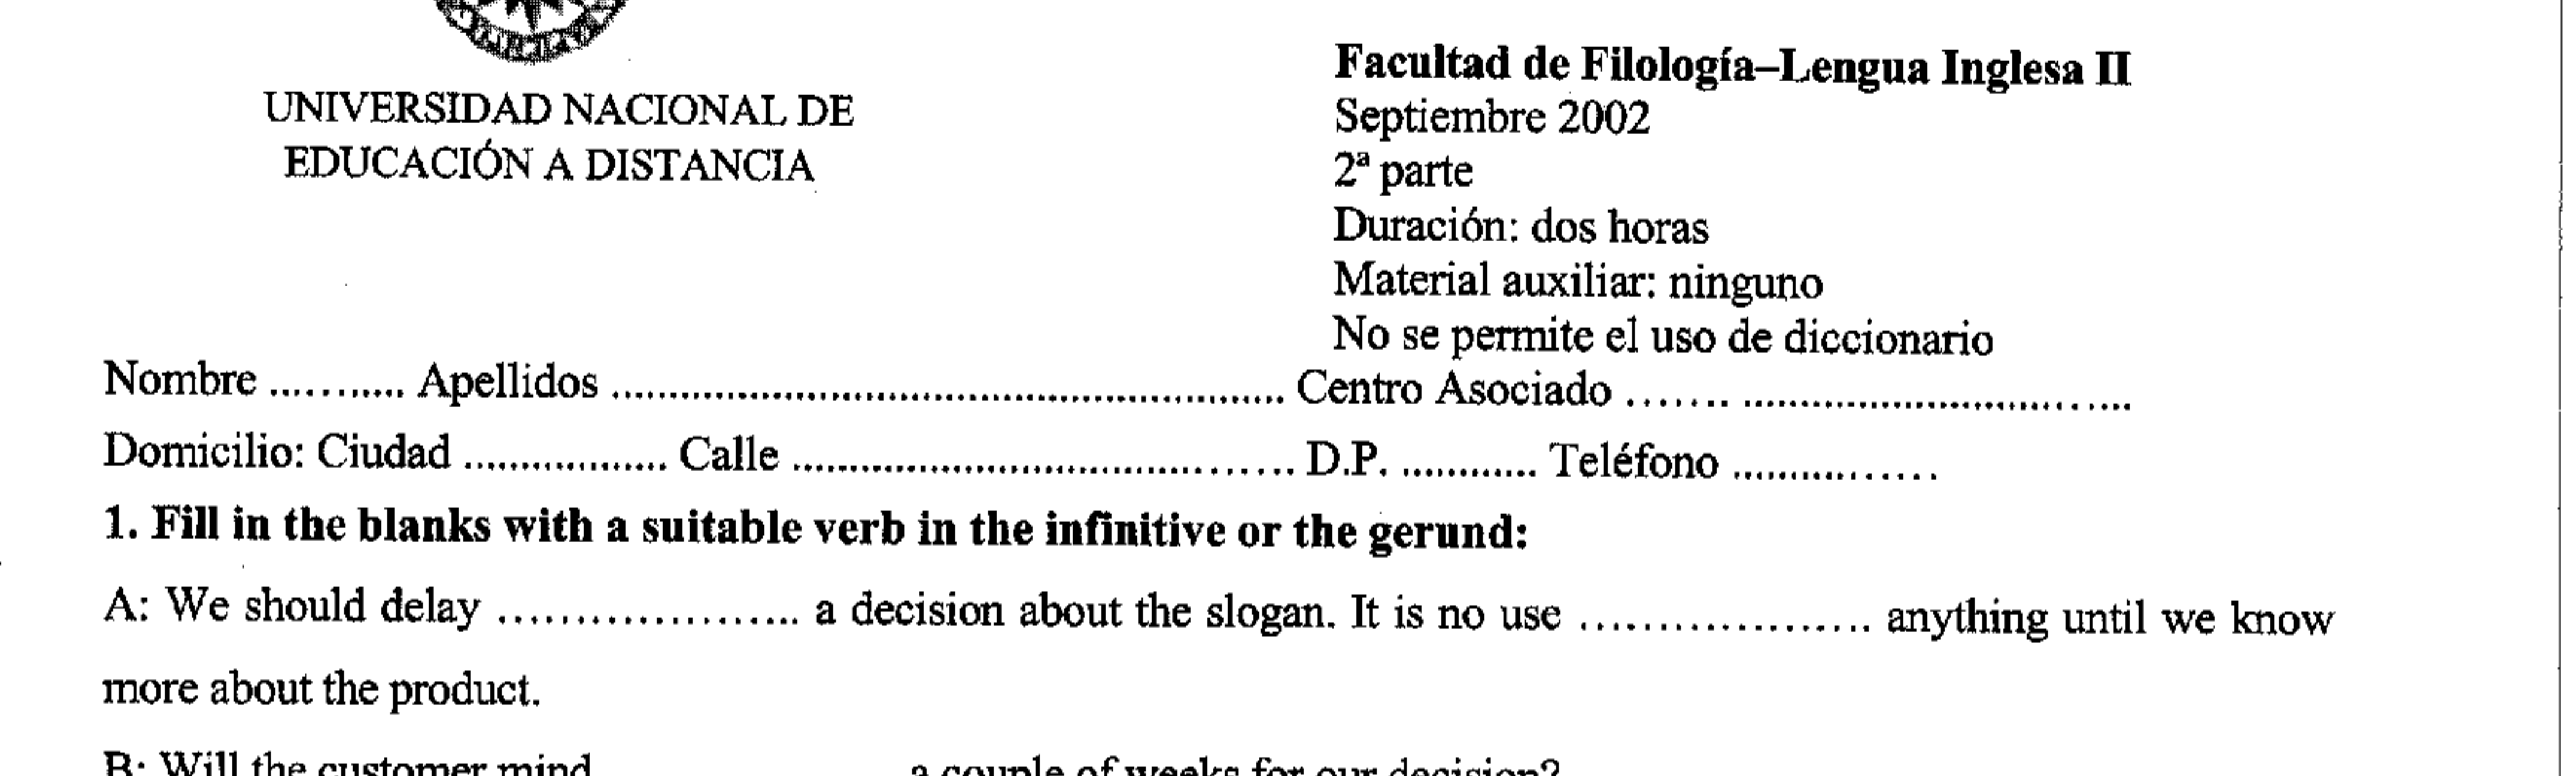 UNIVERSIDAD NACIONAL DE
EDUCACIÓN A DISTANCIA
Facultad de Filología–Lengua Inglesa II
Septiembre 2002
2ª parte
Duración: dos horas
Material auxiliar: ninguno
No se permite el uso de diccionario
Nombre ........... Apellidos .......................................................... Centro Asociado ....... ..................................
Domicilio: Ciudad .................. Calle ............................................ D.P. ............ Teléfono ..................
1. Fill in the blanks with a suitable verb in the infinitive or the gerund:
A: We should delay .................... a decision about the slogan. It is no use ................... anything until we know
more about the product.
B: Will the customer mind a couple of weeks for our decision?